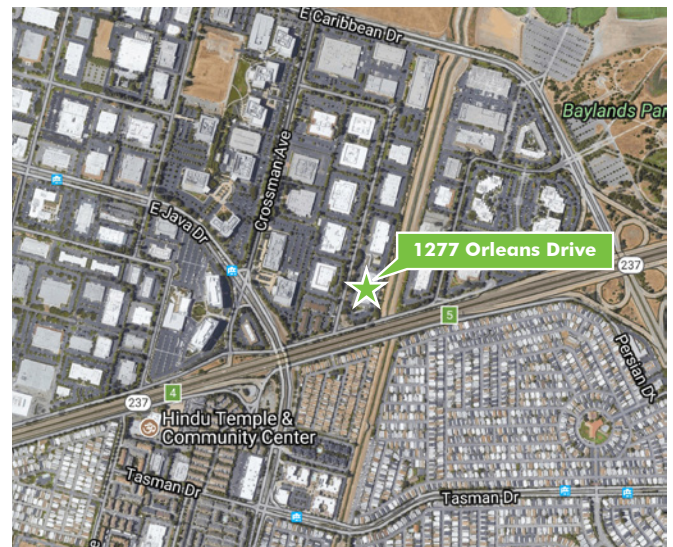 E Caribbean Dr
Baylands Par
Crossman Ave
E Java Dr
1277 Orleans Drive
237
5
Persian D
4
237
Hindu Temple &
Community Center
Tasman Dr
Tasman Dr